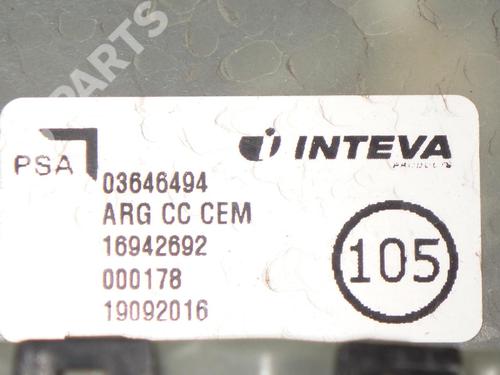 PARTS
PSA
INTEVA
PRODUCTS
03646494
ARG CC CEM
16942692
000178
19092016
105